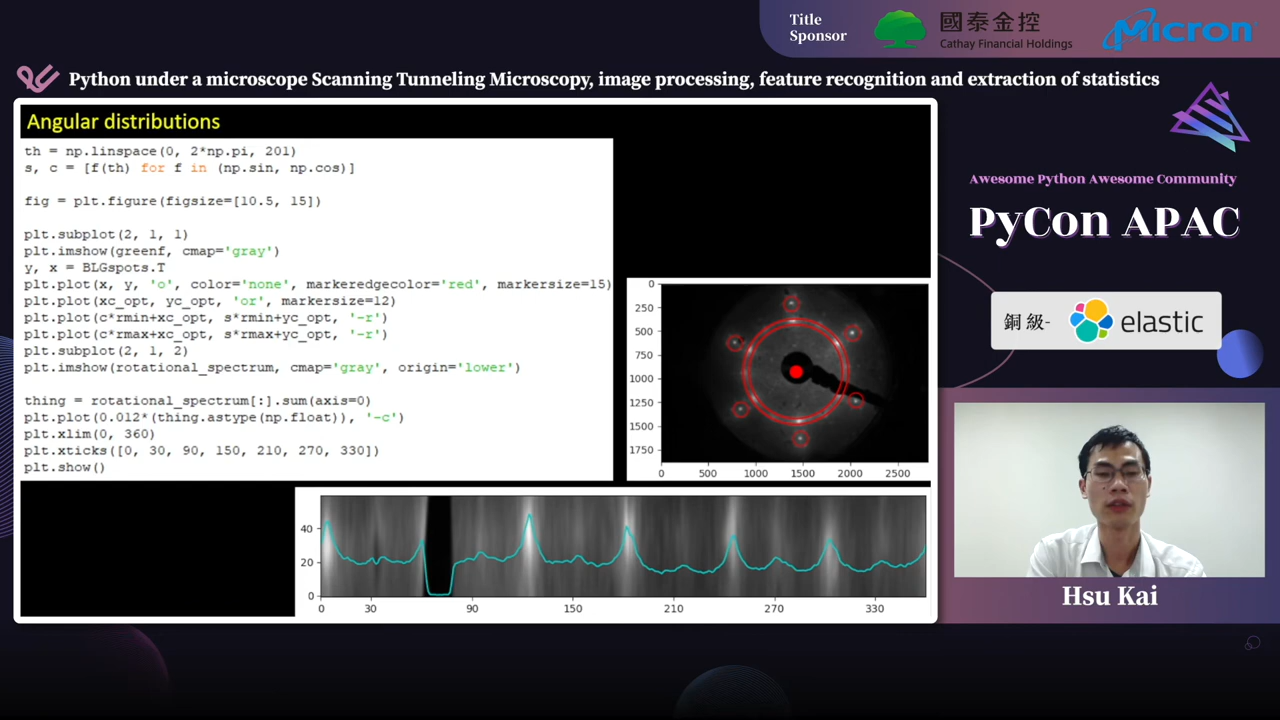 Title
Sponsor
國泰金控
Cathay Financial Holdings
Micron
Python under a microscope Scanning Tunneling Microscopy, image processing, feature recognition and extraction of statistics
Angular distributions
th = np.linspace(0, 2*np.pi, 201)
s, c = [f(th) for f in (np.sin, np.cos)]
fig = plt.figure(figsize=[10.5, 15])
plt.subplot(2, 1, 1)
plt.imshow(greenf, cmap='gray')
y, x = BLGspots.T
plt.plot(x, y, 'o', color='none', markeredgecolor='red', markersize=15)
plt.plot(xc_opt, yc_opt, 'or', markersize=12)
plt.plot(c*rmin+xc_opt, s*rmin+yc_opt, '-r')
plt.plot(c*rmax+xc_opt, s*rmax+yc_opt, '-r')
plt.subplot(2, 1, 2)
plt.imshow(rotational_spectrum, cmap='gray', origin='lower')
thing = rotational_spectrum[:].sum(axis=0)
plt.plot(0.012*(thing.astype(np.float)), '-c')
plt.xlim(0, 360)
plt.xticks([0, 30, 90, 150, 210, 270, 330])
plt.show()
0
250
500
750
1000
1250
1500
1750
0 500 1000 1500 2000 2500
40
20
0
0 30 90 150 210 270 330
Awesome Python Awesome Community
PyCon APAC
銅級- elastic
Hsu Kai